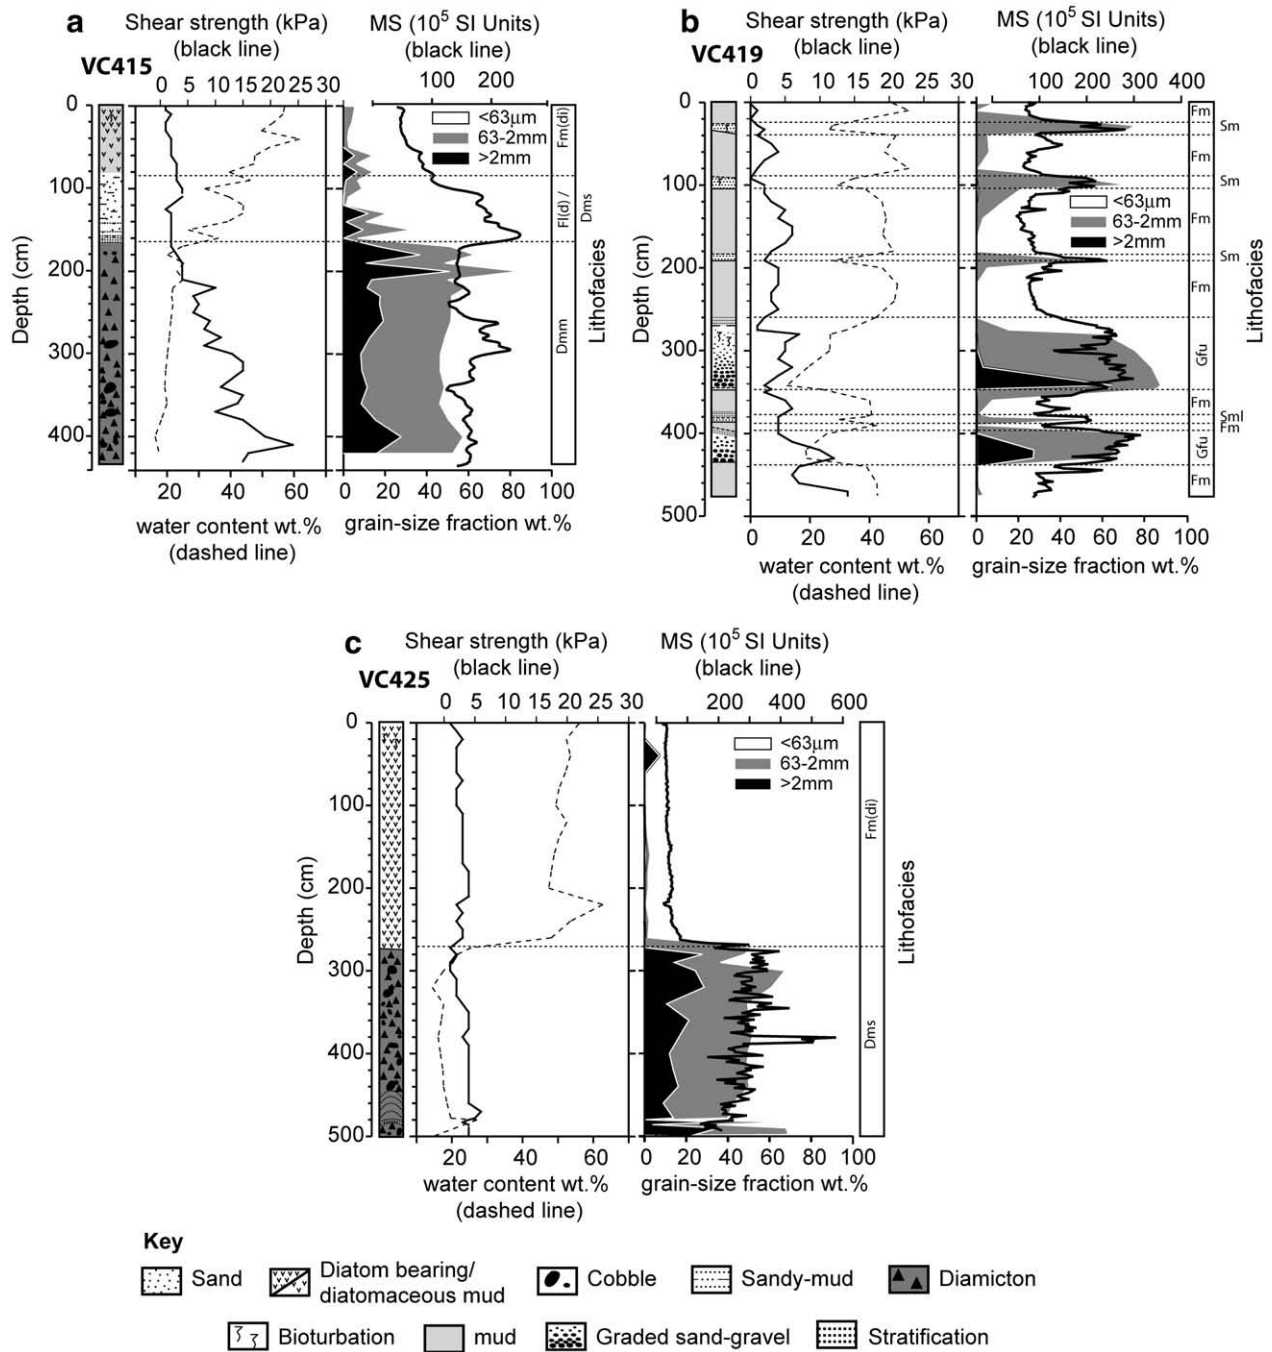 a
VC415
Shear strength (kPa)
(black line)
0 5 10 15 20 25 30
MS (10⁵ SI Units)
(black line)
100 200
0
100
200
300
400
Depth (cm)
<63μm
63-2mm
>2mm
Fm(di)
Fl(d) /
Dms
Dmm
Lithofacies
20 40 60
water content wt.%
(dashed line)
0 20 40 60 80 100
grain-size fraction wt.%
b
VC419
Shear strength (kPa)
(black line)
0 5 10 15 20 25 30
MS (10⁵ SI Units)
(black line)
0 100 200 300 400
0
100
200
300
400
500
Depth (cm)
<63μm
63-2mm
>2mm
Fm
Sm
Fm
Sm
Fm
Sm
Fm
Gfu
Fm
Sml
Fm
Gfu
Fm
Lithofacies
0 20 40 60
water content wt.%
(dashed line)
0 20 40 60 80 100
grain-size fraction wt.%
c
VC425
Shear strength (kPa)
(black line)
0 5 10 15 20 25 30
MS (10⁵ SI Units)
(black line)
200 400 600
0
100
200
300
400
500
Depth (cm)
<63μm
63-2mm
>2mm
Fm(di)
Dms
Lithofacies
20 40 60
water content wt.%
(dashed line)
0 20 40 60 80 100
grain-size fraction wt.%
Key
Sand
Diatom bearing/
diatomaceous mud
Cobble
Sandy-mud
Diamicton
Bioturbation
mud
Graded sand-gravel
Stratification